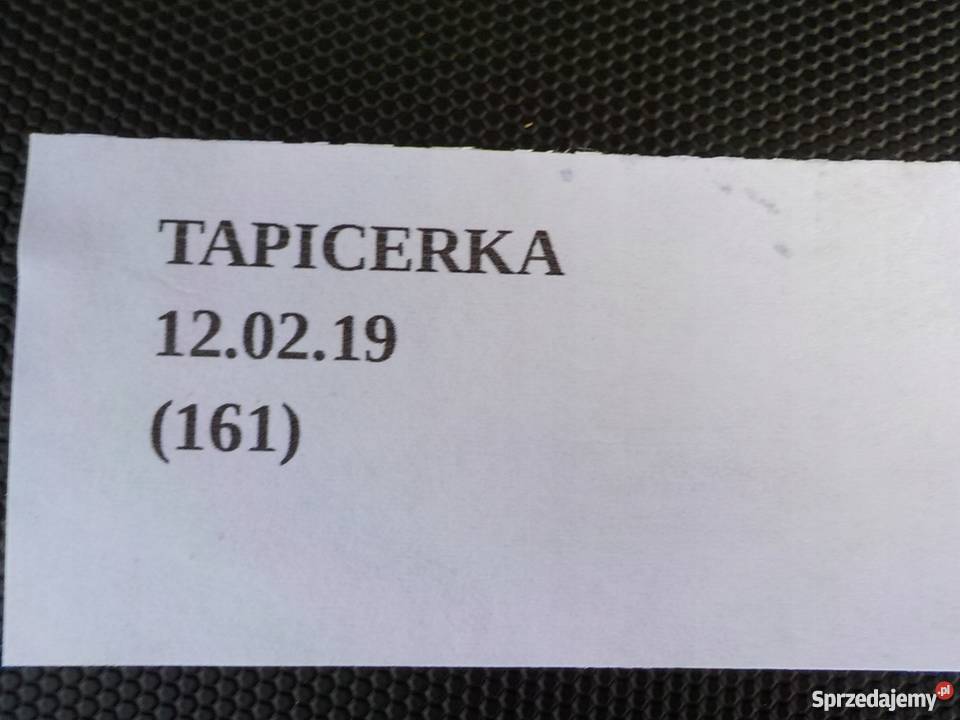 TAPICERKA
12.02.19
(161)
Sprzedajemy.pl